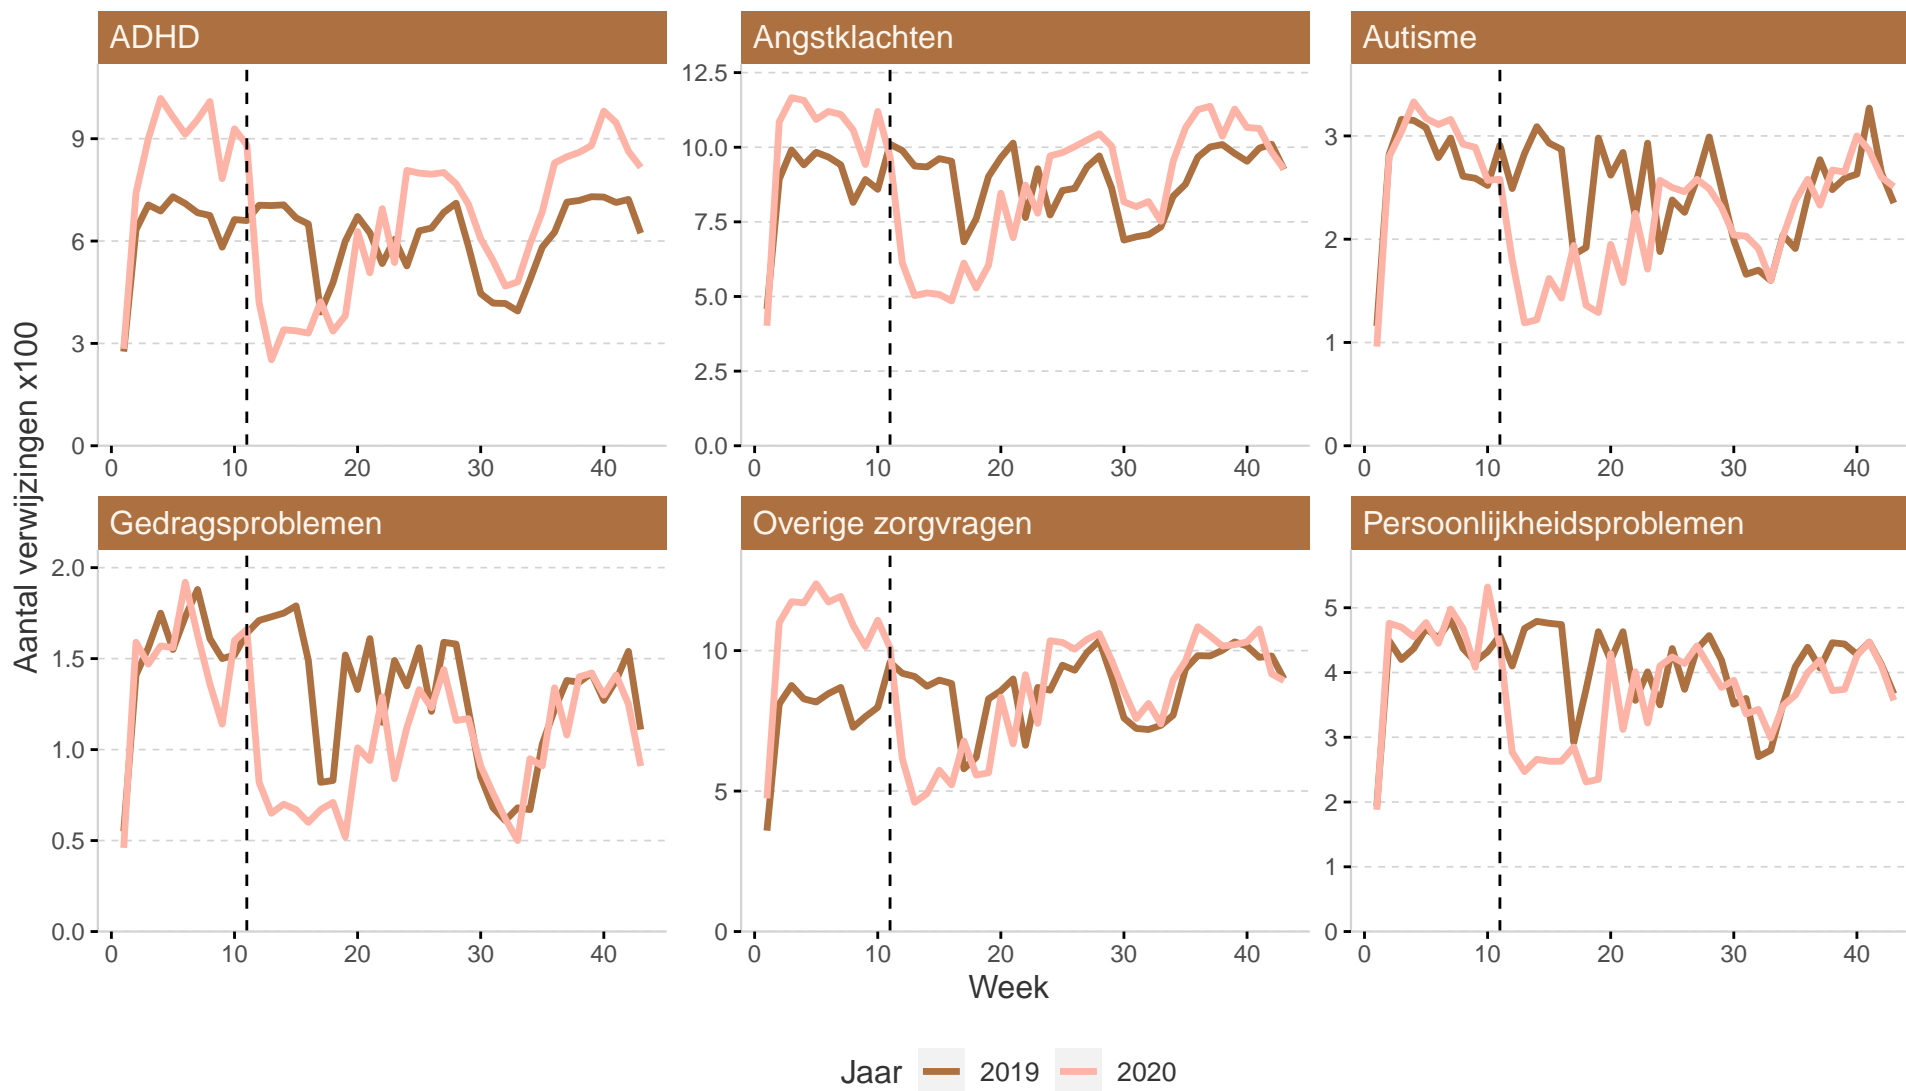 ADHD
Angstklachten
Autisme
9
6
3
0
12.5
10.0
7.5
5.0
2.5
0.0
3
2
1
0
0 10 20 30 40
0 10 20 30 40
0 10 20 30 40
Gedragsproblemen
Overige zorgvragen
Persoonlijkheidsproblemen
2.0
1.5
1.0
0.5
0.0
10
5
0
5
4
3
2
1
0
0 10 20 30 40
0 10 20 30 40
0 10 20 30 40
Aantal verwijzingen x100
Week
Jaar 2019 2020